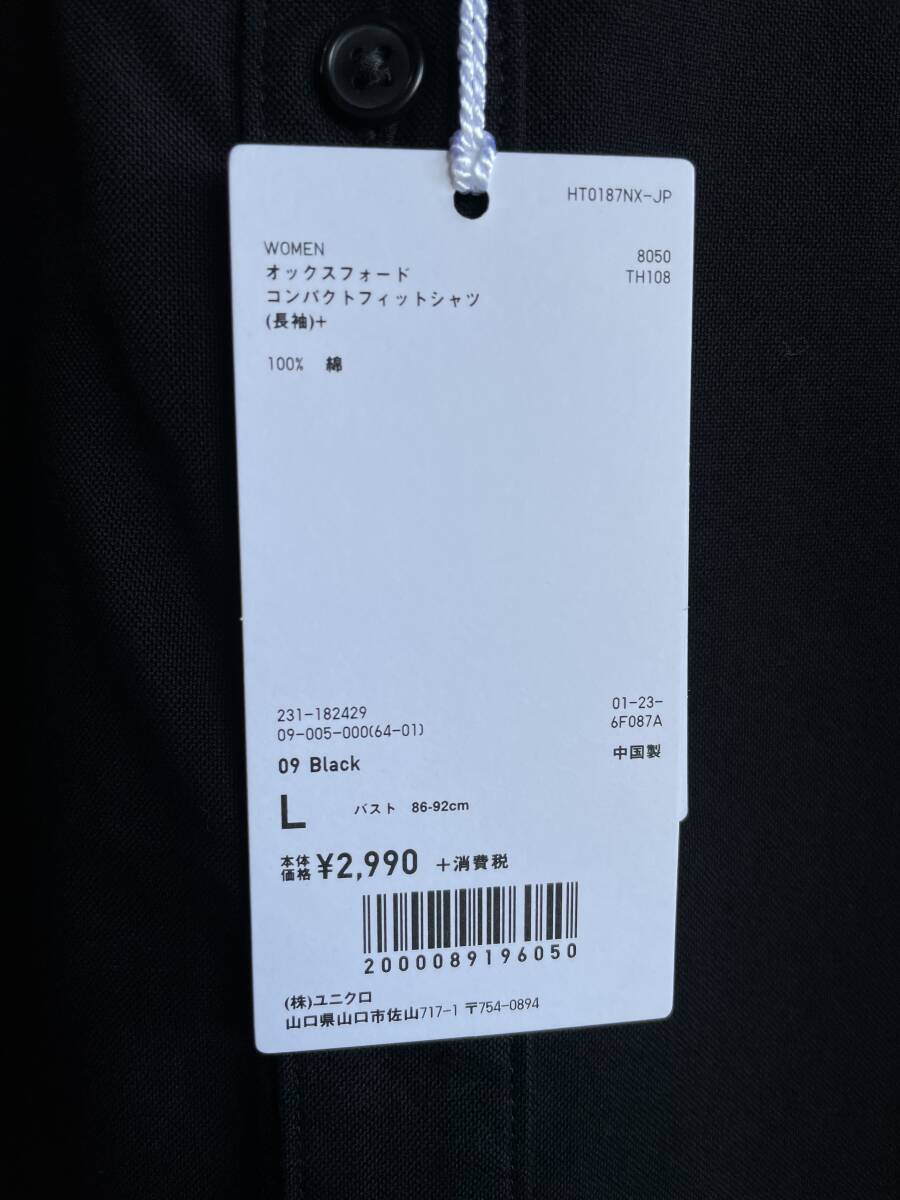 HT0187NX-JP
WOMEN
オックスフォード
コンパクトフィットシャツ
(長袖)+
8050
TH108
100% 綿
231-182429
09-005-000(64-01)
01-23-
6F087A
09 Black
中国製
L バスト 86-92cm
本体価格 ¥2,990 +消費税
2000089196050
(株)ユニクロ
山口県山口市佐山717-1 〒754-0894